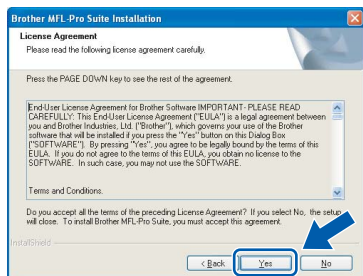 Brother MFL-Pro Suite Installation
License Agreement
Please read the following license agreement carefully.
Press the PAGE DOWN key to see the rest of the agreement.
End-User License Agreement for Brother Software IMPORTANT- PLEASE READ
CAREFULLY: This End-User License Agreement ("EULA") is a legal agreement between
you and Brother Industries, Ltd. ("Brother"), which governs your use of the Brother
software that will be installed if you press the "Yes" button on this Dialog Box
("SOFTWARE"). By pressing "Yes", you agree to be legally bound by the terms of this
EULA. If you do not agree to the terms of this EULA, you obtain no license to the
SOFTWARE. In such case, you may not use the SOFTWARE.
Terms and Conditions.
Do you accept all the terms of the preceding License Agreement? If you select No, the setup
will close. To install Brother MFL-Pro Suite, you must accept this agreement.
InstallShield
< Back
Yes
No